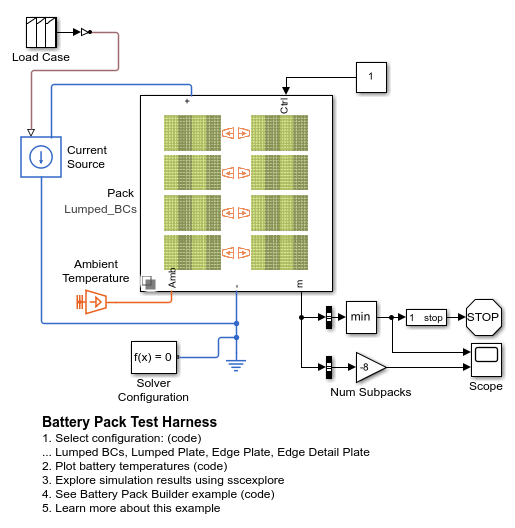 Load Case
1
+
Ctrl
Current
Source
Pack
Lumped_BCs
Ambient
Temperature
Amb
-
m
f(x) = 0
Solver
Configuration
min
1 stop
STOP
-8
Num Subpacks
Scope
Battery Pack Test Harness
1. Select configuration: (code)
... Lumped BCs, Lumped Plate, Edge Plate, Edge Detail Plate
2. Plot battery temperatures (code)
3. Explore simulation results using sscexplore
4. See Battery Pack Builder example (code)
5. Learn more about this example